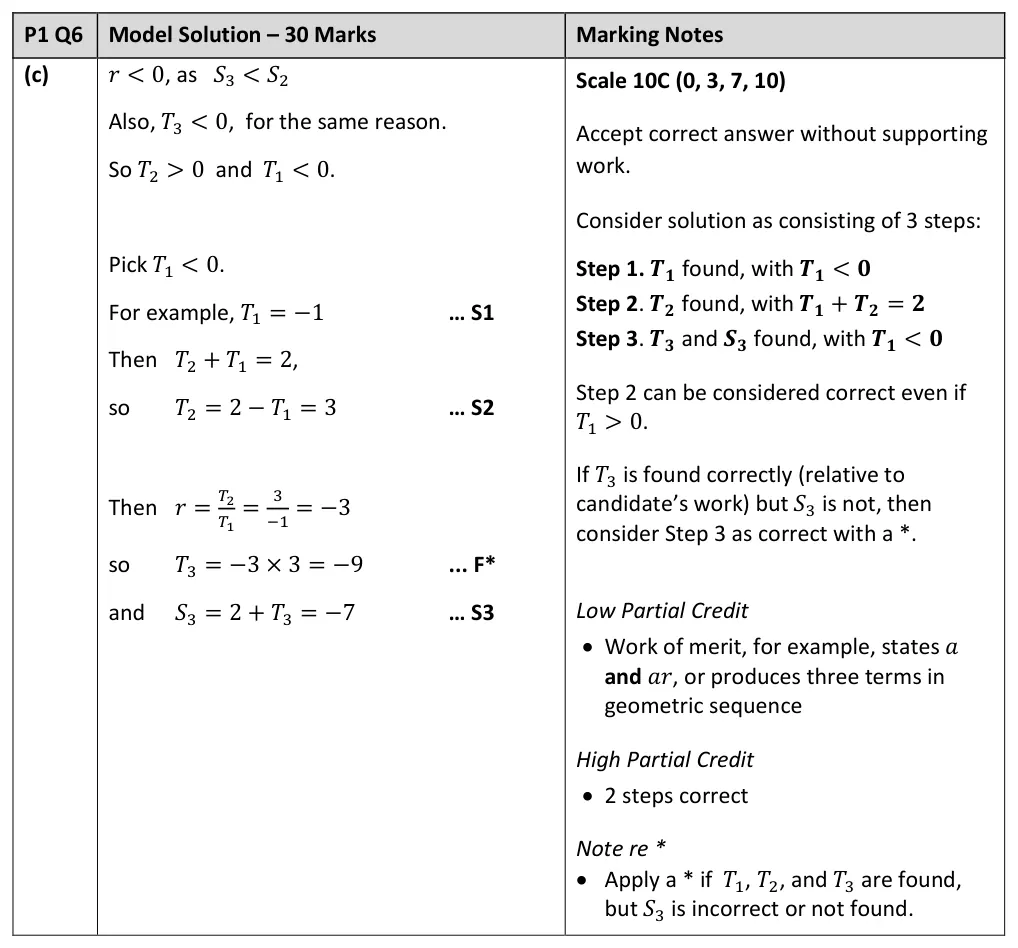 P1 Q6
Model Solution – 30 Marks
Marking Notes
(c)
r < 0, as S₃ < S₂
Also, T₃ < 0, for the same reason.
So T₂ > 0 and T₁ < 0.
Pick T₁ < 0.
For example, T₁ = −1 … S1
Then T₂ + T₁ = 2,
so T₂ = 2 − T₁ = 3 … S2
Then r = T₂/T₁ = 3/−1 = −3
so T₃ = −3 × 3 = −9 ... F*
and S₃ = 2 + T₃ = −7 … S3
Scale 10C (0, 3, 7, 10)
Accept correct answer without supporting
work.
Consider solution as consisting of 3 steps:
Step 1. T₁ found, with T₁ < 0
Step 2. T₂ found, with T₁ + T₂ = 2
Step 3. T₃ and S₃ found, with T₁ < 0
Step 2 can be considered correct even if
T₁ > 0.
If T₃ is found correctly (relative to
candidate’s work) but S₃ is not, then
consider Step 3 as correct with a *.
Low Partial Credit
• Work of merit, for example, states a
and ar, or produces three terms in
geometric sequence
High Partial Credit
• 2 steps correct
Note re *
• Apply a * if T₁, T₂, and T₃ are found,
but S₃ is incorrect or not found.